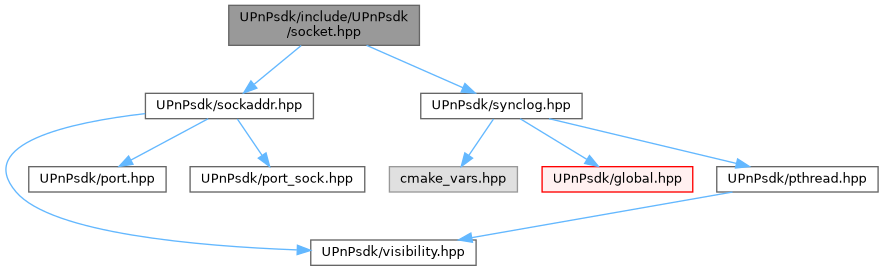 UPnPsdk/include/UPnPsdk
/socket.hpp
UPnPsdk/sockaddr.hpp
UPnPsdk/synclog.hpp
UPnPsdk/port.hpp
UPnPsdk/port_sock.hpp
cmake_vars.hpp
UPnPsdk/global.hpp
UPnPsdk/pthread.hpp
UPnPsdk/visibility.hpp